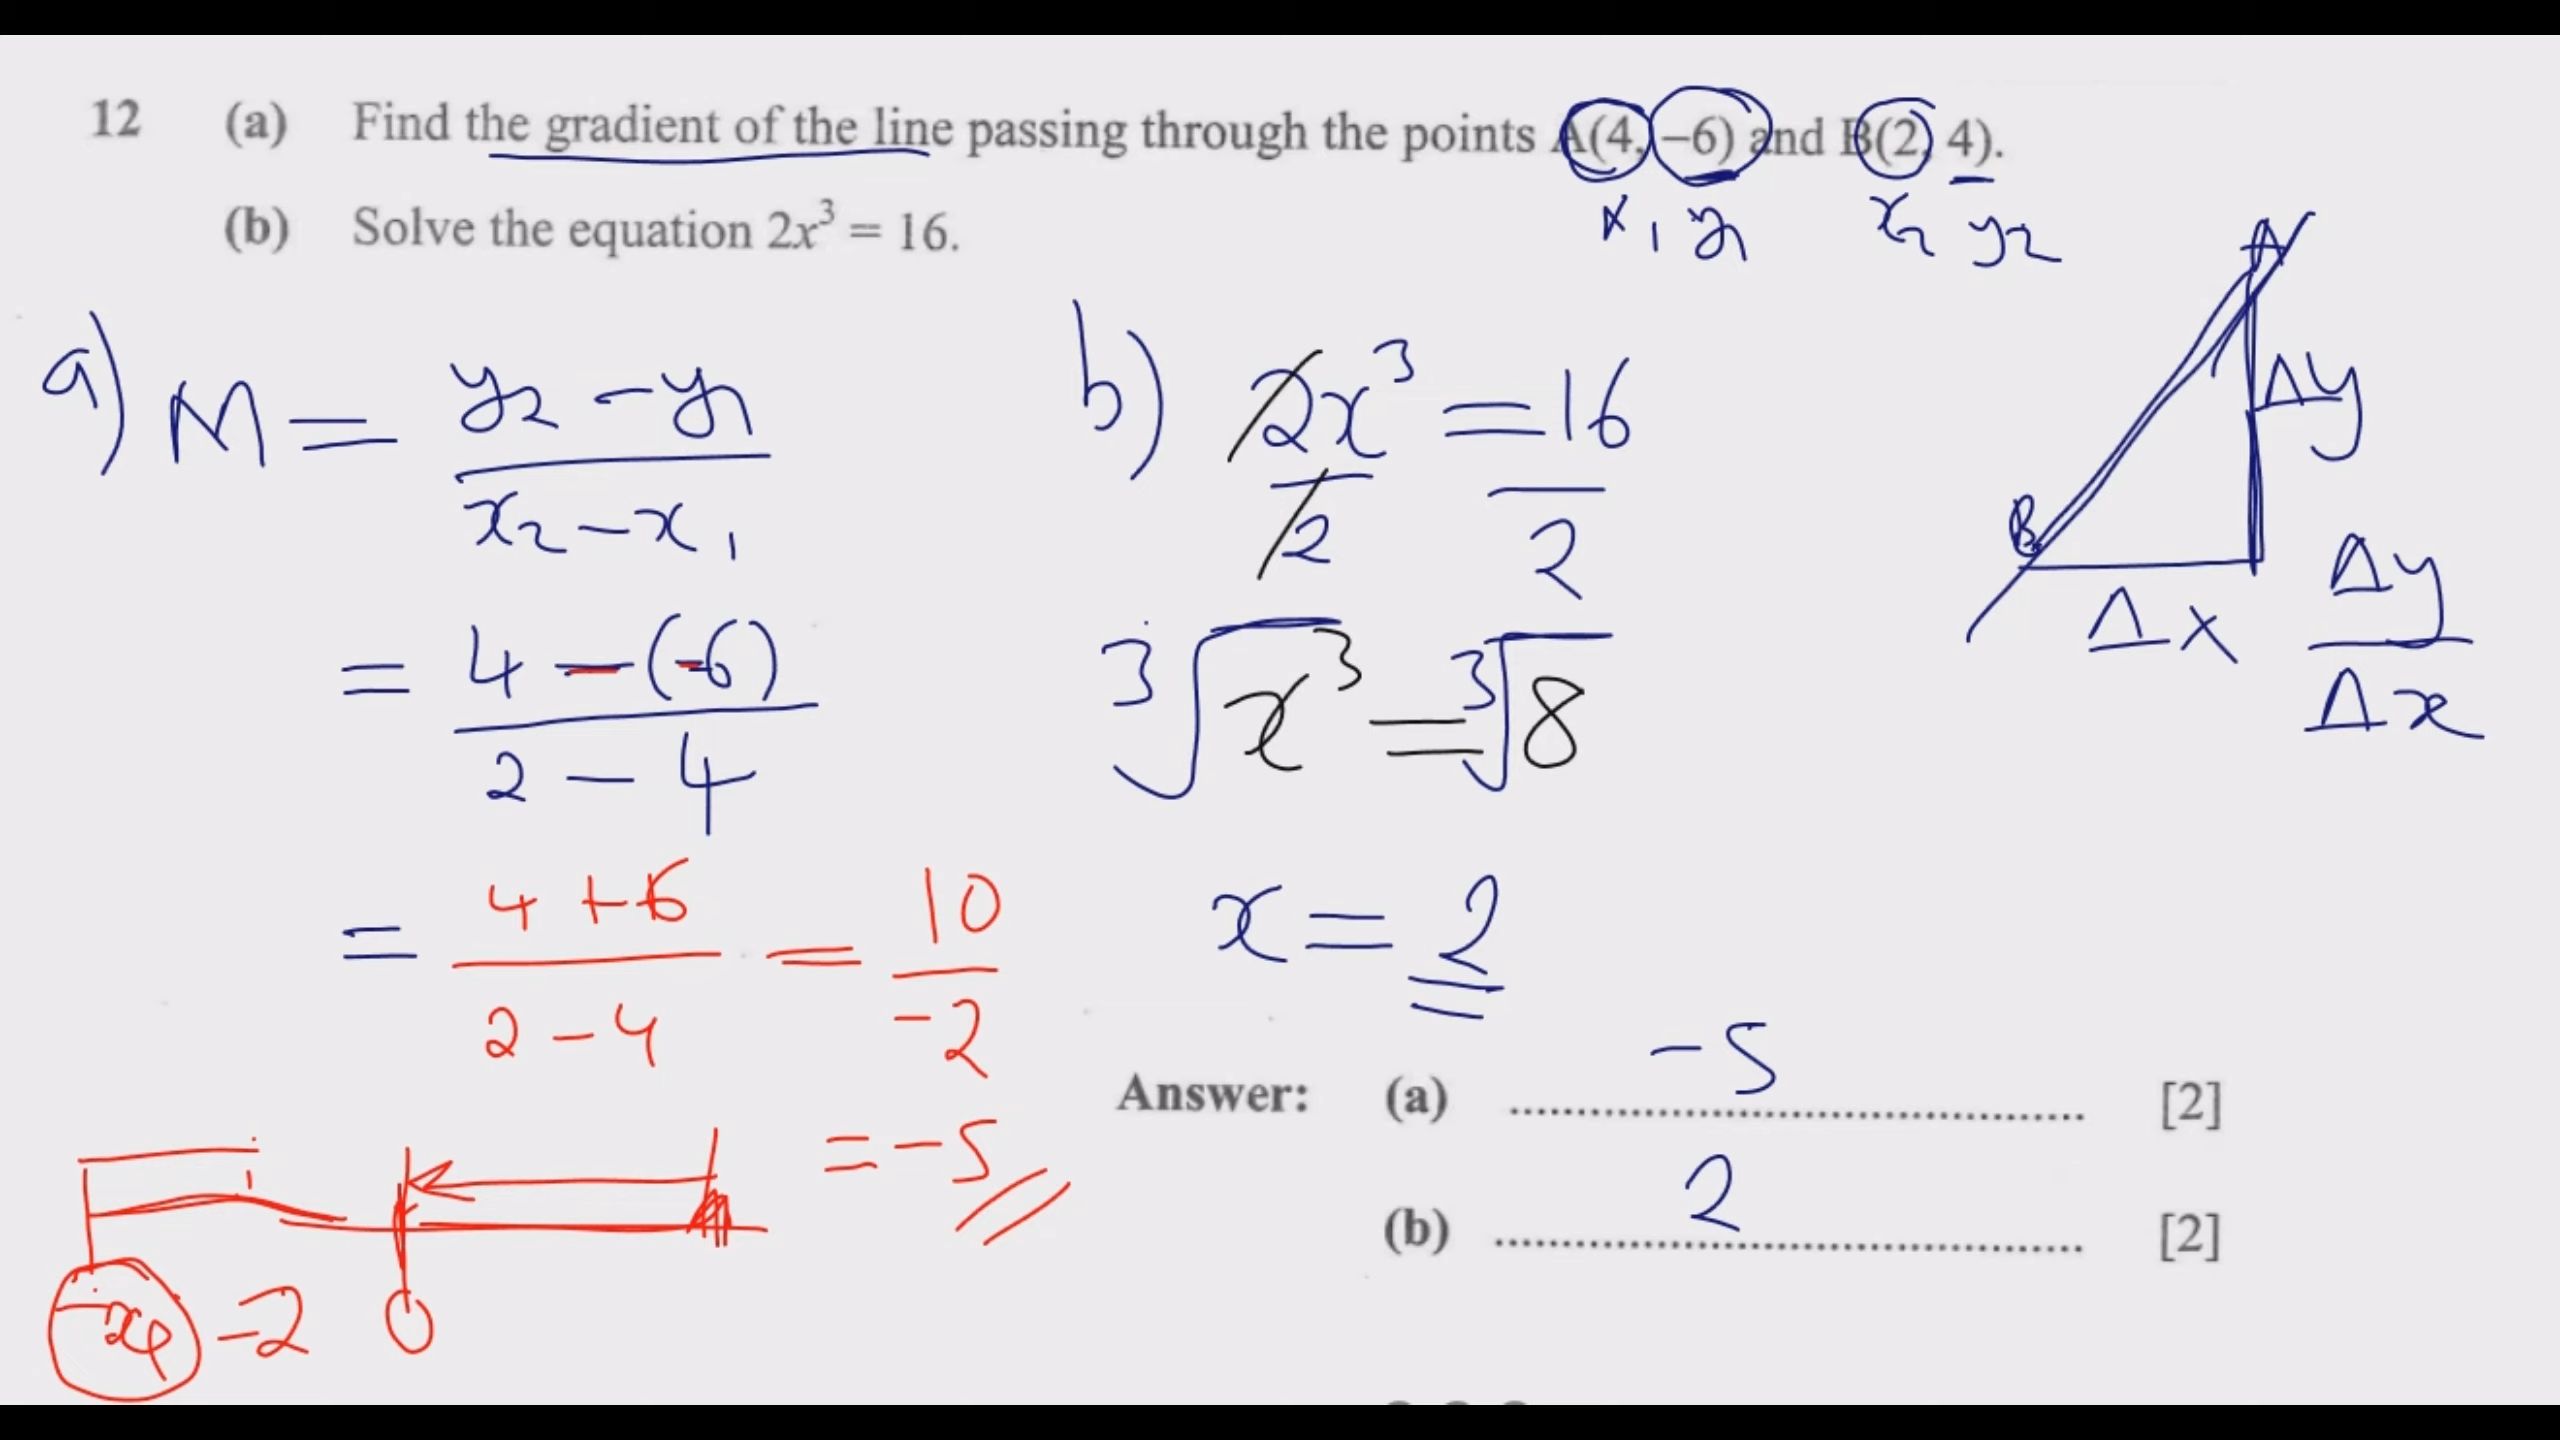 12 (a) Find the gradient of the line passing through the points A(4, –6) and B(2, 4).
x₁ y₁ x₂ y₂
(b) Solve the equation 2x³ = 16.
a) M = y₂ – y₁
x₂ – x₁
= 4 – (-6)
2 – 4
= 4 + 6 = 10
2 – 4 -2
= -5
-2 0
b) 2x³ = 16
2 2
³√x³ = ³√8
x = 2
A
B
Δy
Δx
Δy
Δx
Answer: (a) -5 [2]
(b) 2 [2]